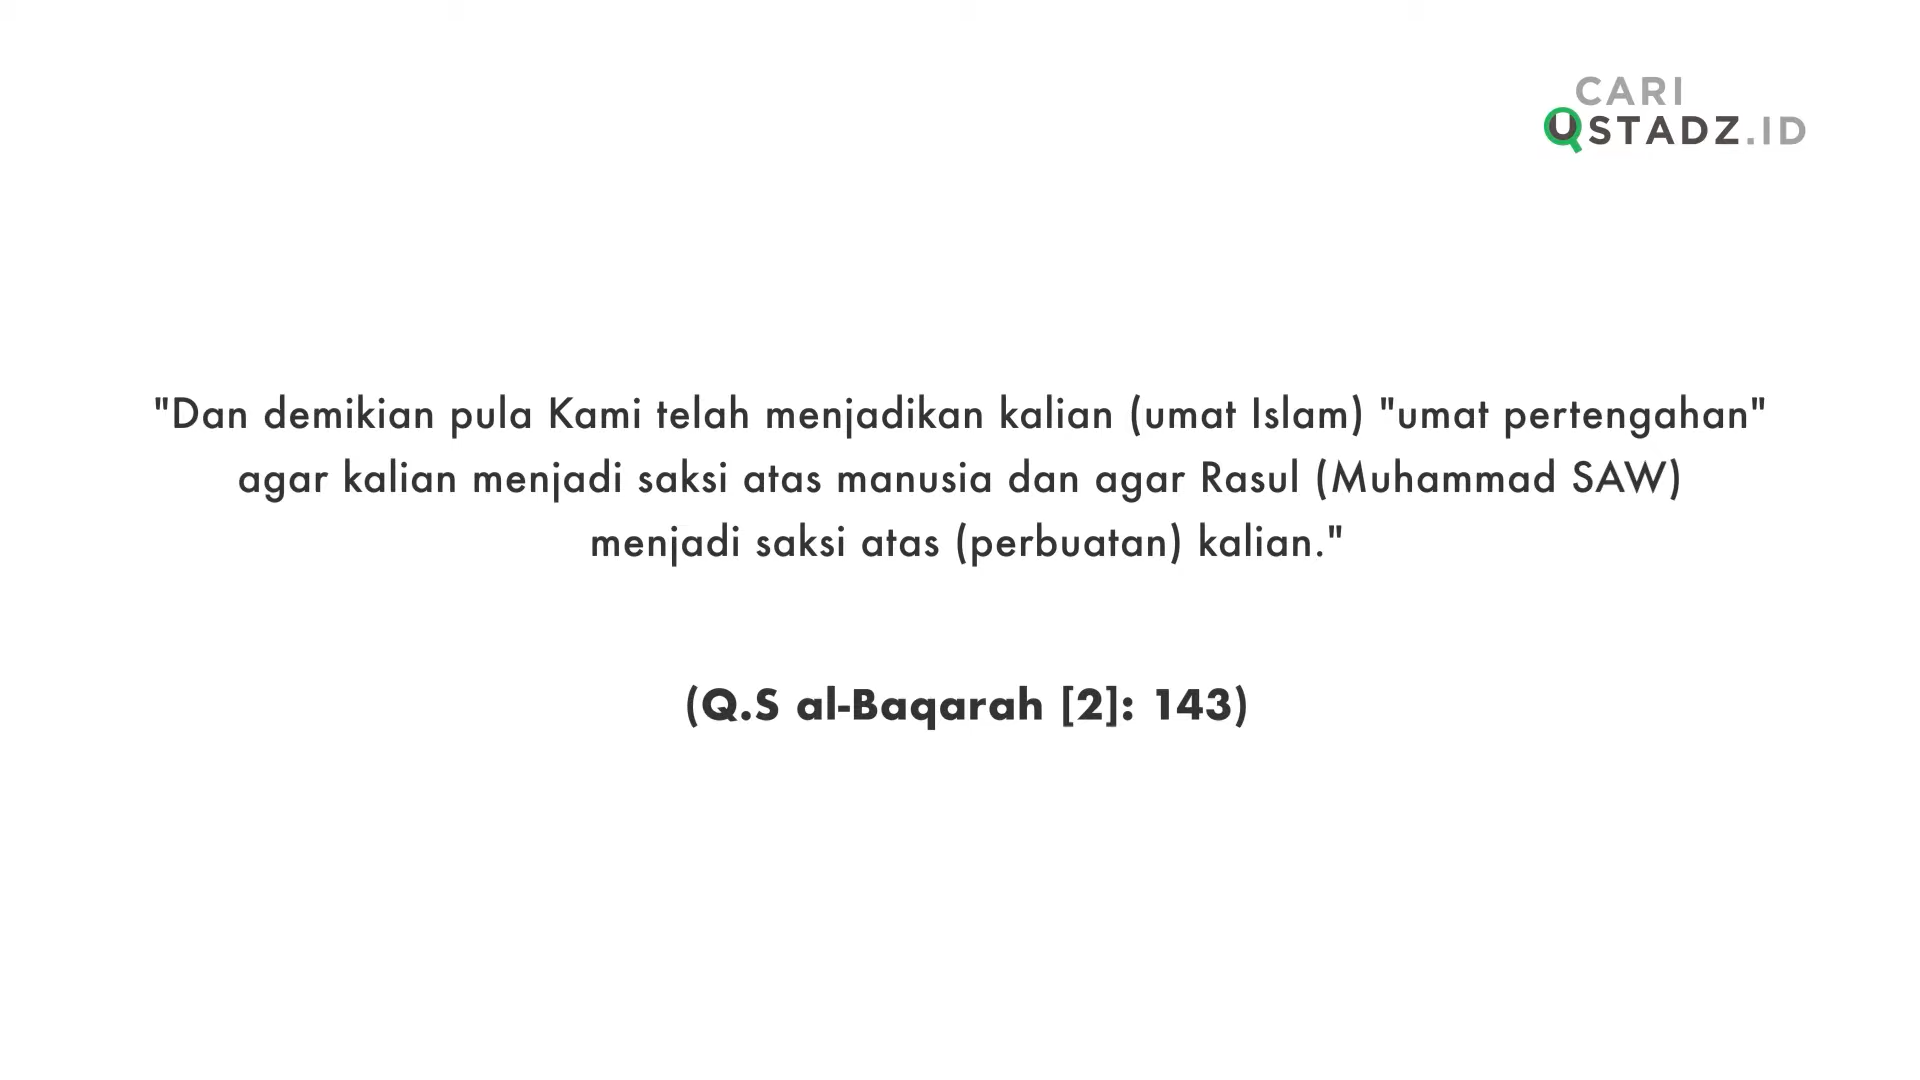 CARI
USTADZ.ID
"Dan demikian pula Kami telah menjadikan kalian (umat Islam) "umat pertengahan"
agar kalian menjadi saksi atas manusia dan agar Rasul (Muhammad SAW)
menjadi saksi atas (perbuatan) kalian."
(Q.S al-Baqarah [2]: 143)